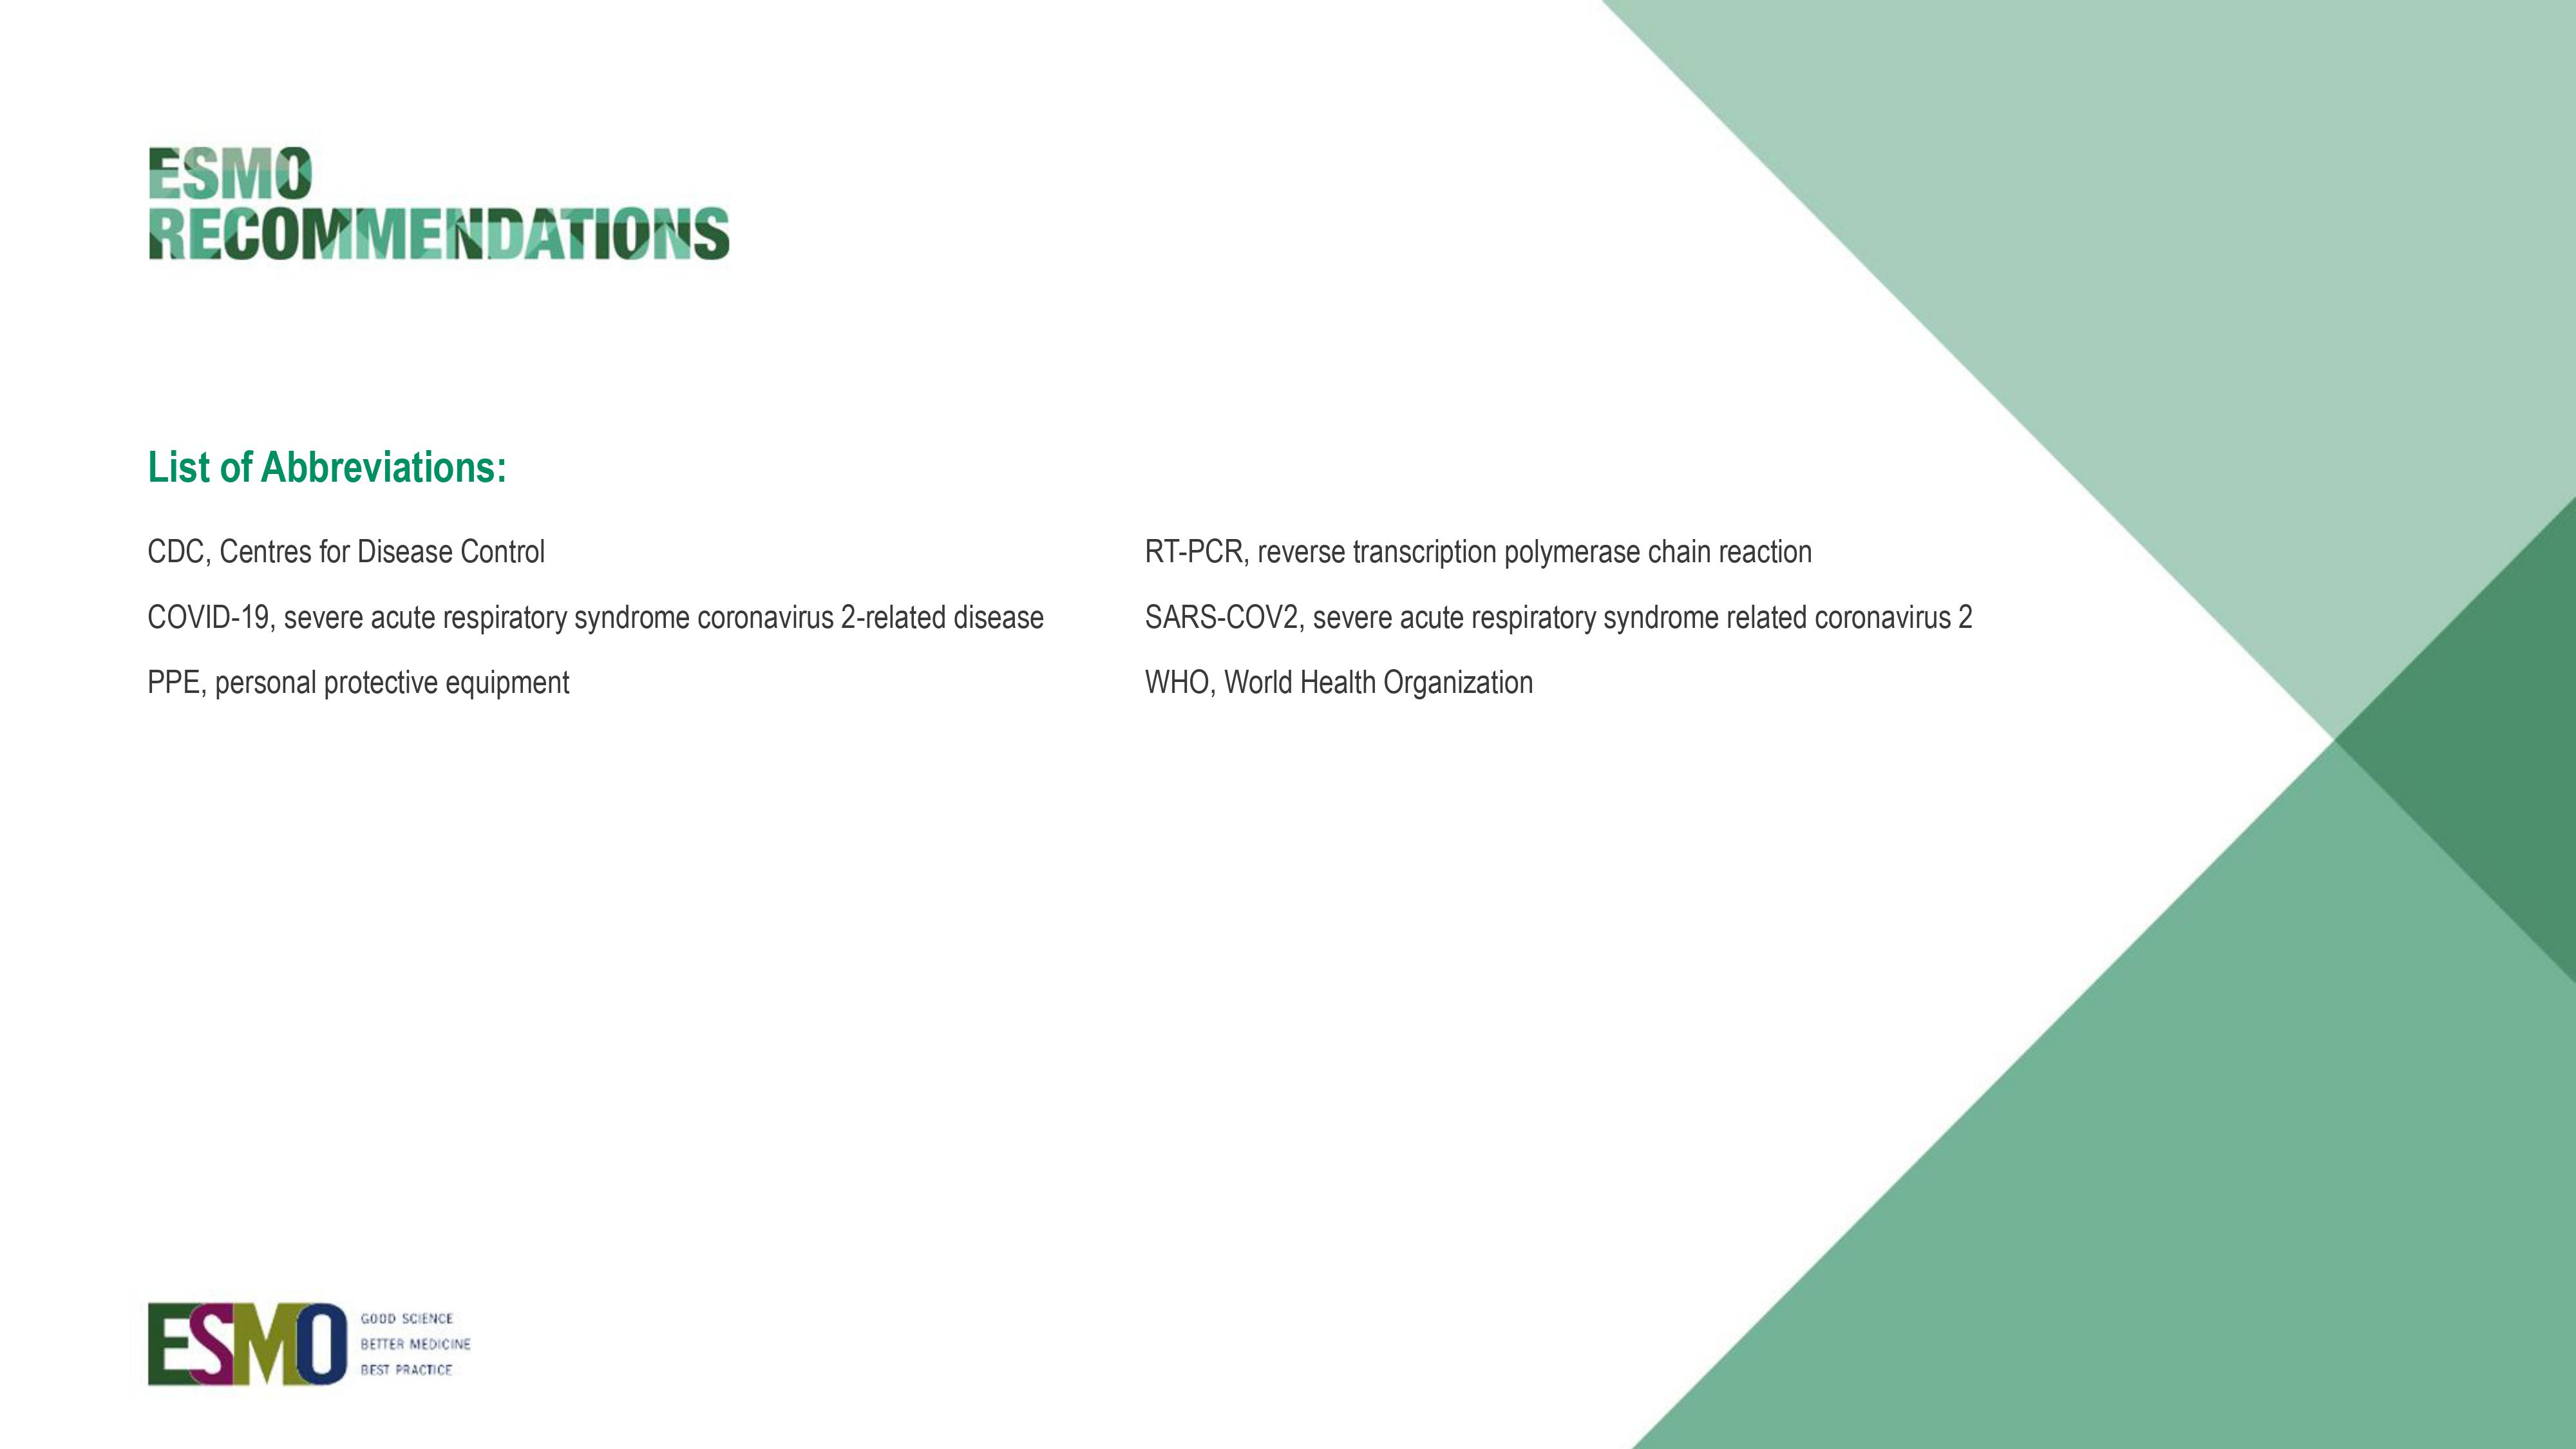 ESMO
RECOMMENDATIONS
List of Abbreviations:
CDC, Centres for Disease Control
COVID-19, severe acute respiratory syndrome coronavirus 2-related disease
PPE, personal protective equipment
RT-PCR, reverse transcription polymerase chain reaction
SARS-COV2, severe acute respiratory syndrome related coronavirus 2
WHO, World Health Organization
ESMO
GOOD SCIENCE
BETTER MEDICINE
BEST PRACTICE